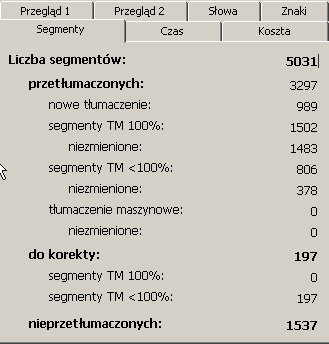 Przegląd 1 Przegląd 2 Słowa Znaki
Segmenty Czas Koszta
Liczba segmentów: 5031
przetłumaczonych: 3297
nowe tłumaczenie: 989
segmenty TM 100%: 1502
niezmienione: 1483
segmenty TM <100%: 806
niezmienione: 378
tłumaczenie maszynowe: 0
niezmienione: 0
do korekty: 197
segmenty TM 100%: 0
segmenty TM <100%: 197
nieprzetłumaczonych: 1537